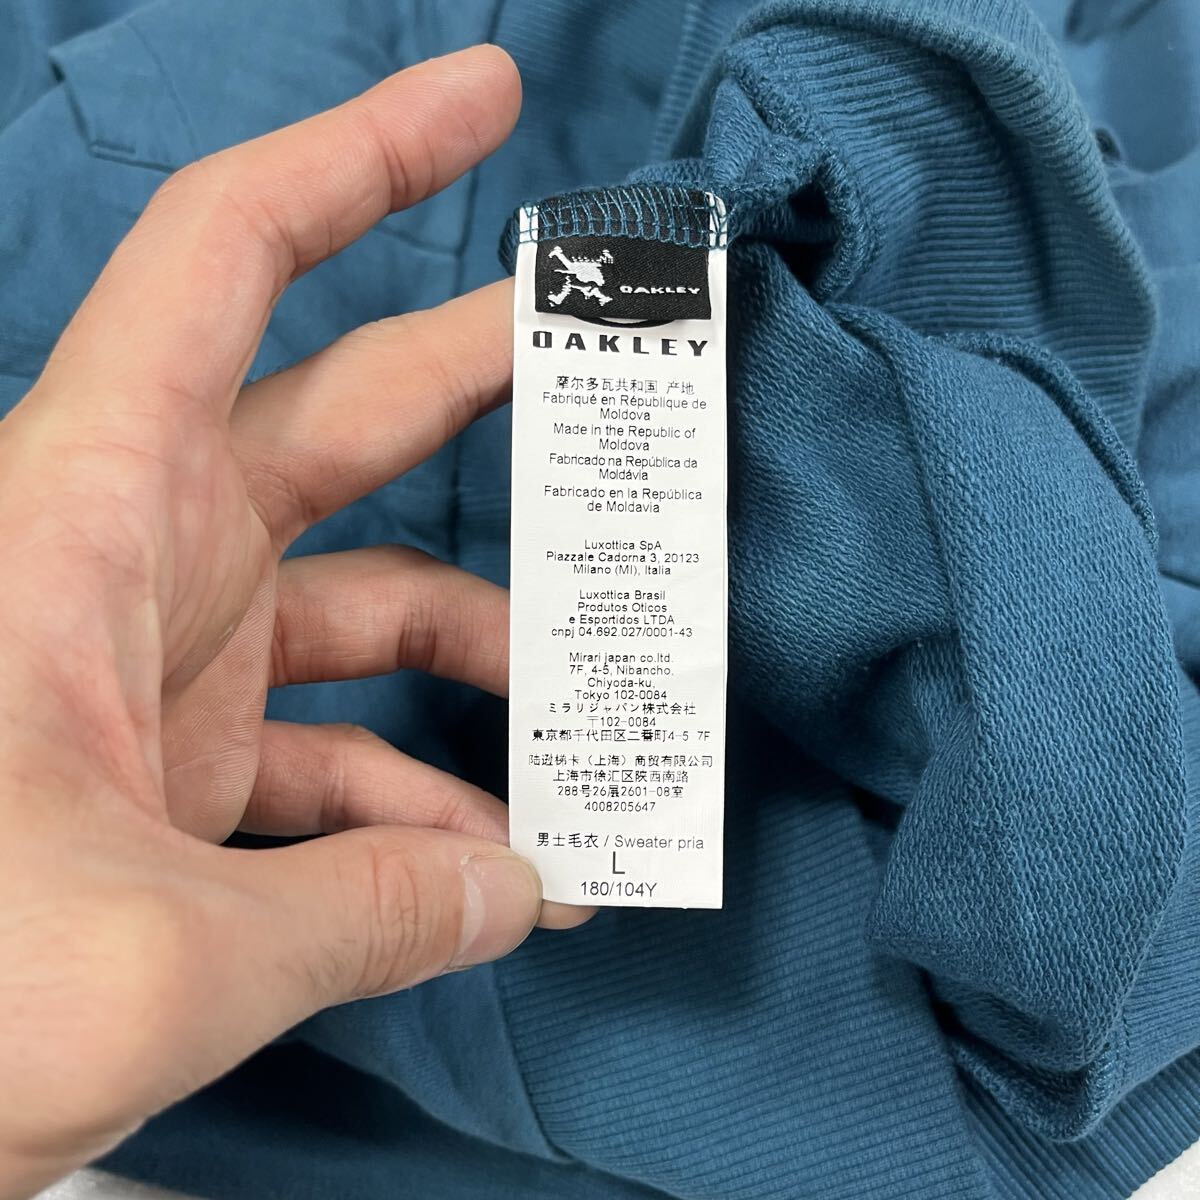 OAKLEY
OAKLEY
摩尔多瓦共和国 产地
Fabriqué en République de
Moldova
Made in the Republic of
Moldova
Fabricado na República da
Moldávia
Fabricado en la República
de Moldavia
Luxottica SpA
Piazzale Cadorna 3, 20123
Milano (MI), Italia
Luxottica Brasil
Produtos Oticos
e Esportidos LTDA
cnpj 04.692.027/0001-43
Mirari japan co.ltd.
7F, 4-5, Nibancho.
Chiyoda-ku,
Tokyo 102-0084
ミラリジャパン株式会社
〒102-0084
東京都千代田区二番町4-5 7F
陆逊梯卡（上海）商贸有限公司
上海市徐汇区陕西南路
288号26层2601-08室
4008205647
男士毛衣 / Sweater pria
L
180/104Y